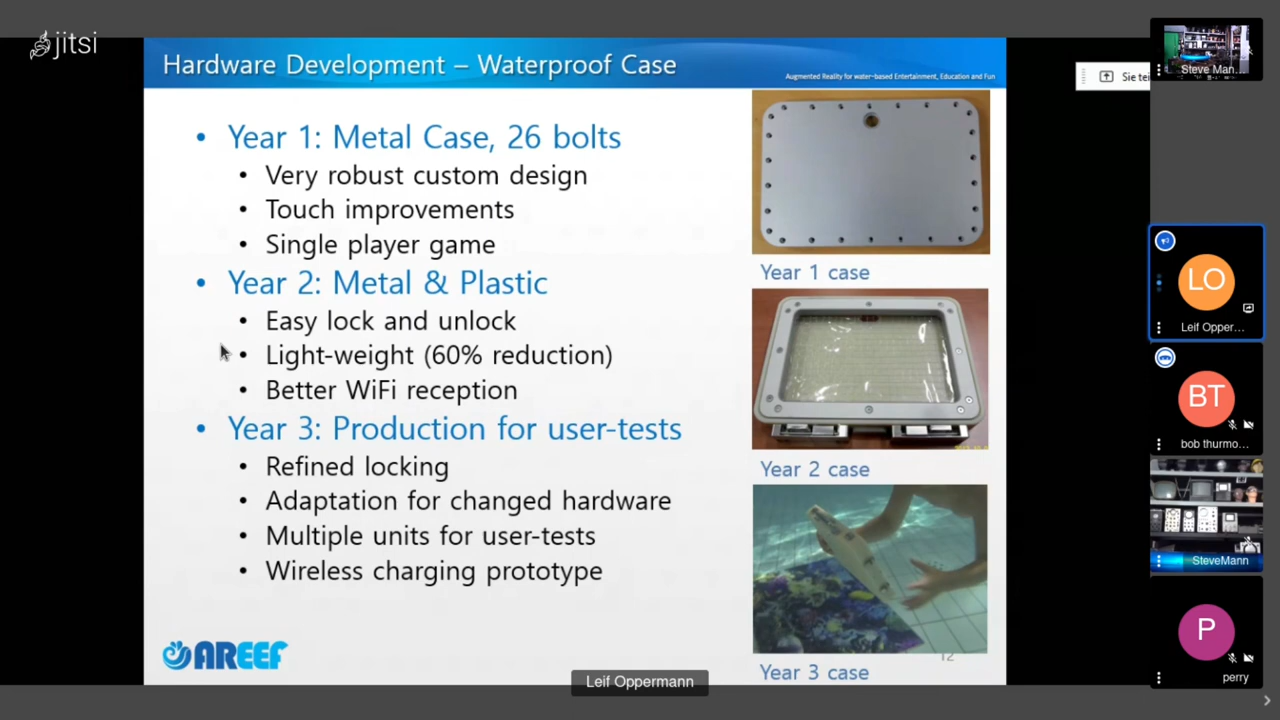 jitsi
Hardware Development – Waterproof Case
Augmented Reality for water-based Entertainment, Education and Fun
• Year 1: Metal Case, 26 bolts
• Very robust custom design
• Touch improvements
• Single player game
• Year 2: Metal & Plastic
• Easy lock and unlock
• Light-weight (60% reduction)
• Better WiFi reception
• Year 3: Production for user-tests
• Refined locking
• Adaptation for changed hardware
• Multiple units for user-tests
• Wireless charging prototype
Year 1 case
Year 2 case
Year 3 case
12
AREEF
Leif Oppermann
Sie tei
Steve Man...
LO
Leif Opper...
BT
bob thurmo...
SteveMann
P
perry